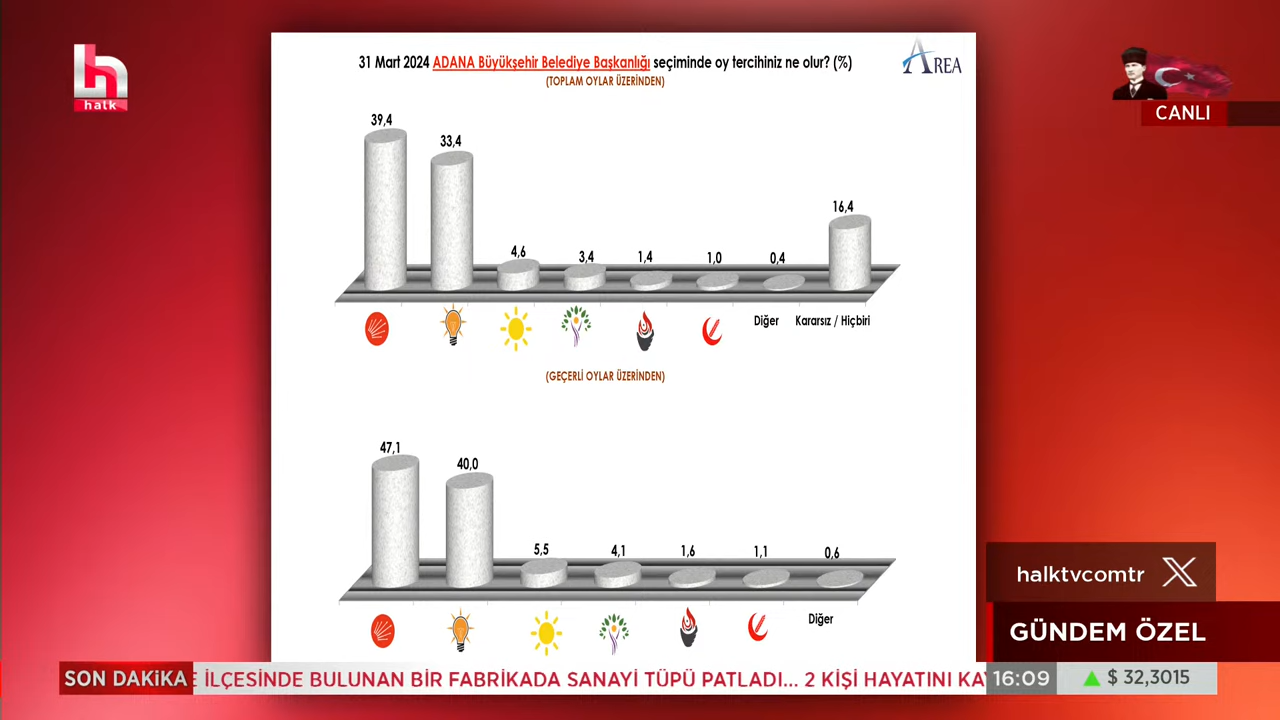 halk
31 Mart 2024 ADANA Büyükşehir Belediye Başkanlığı seçiminde oy tercihiniz ne olur? (%)
(TOPLAM OYLAR ÜZERİNDEN)
AREA
CANLI
39,4
33,4
4,6
3,4
1,4
1,0
0,4
16,4
Diğer
Kararsız / Hiçbiri
(GEÇERLİ OYLAR ÜZERİNDEN)
47,1
40,0
5,5
4,1
1,6
1,1
0,6
Diğer
halktvcomtr
GÜNDEM ÖZEL
SON DAKİKA
İLÇESİNDE BULUNAN BİR FABRİKADA SANAYİ TÜPÜ PATLADI... 2 KİŞİ HAYATINI
16:09
$ 32,3015